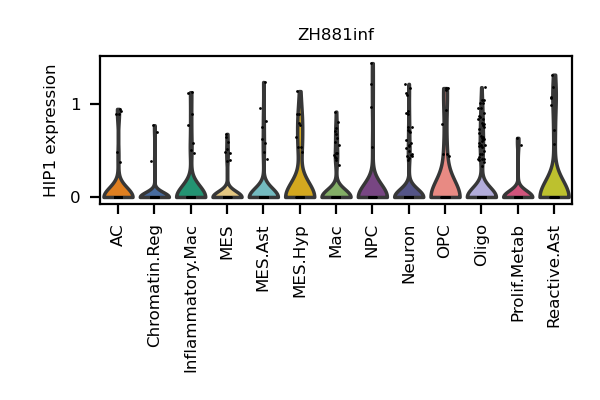 ZH881inf
HIP1 expression
1
0
AC
Chromatin.Reg
Inflammatory.Mac
MES
MES.Ast
MES.Hyp
Mac
NPC
Neuron
OPC
Oligo
Prolif.Metab
Reactive.Ast